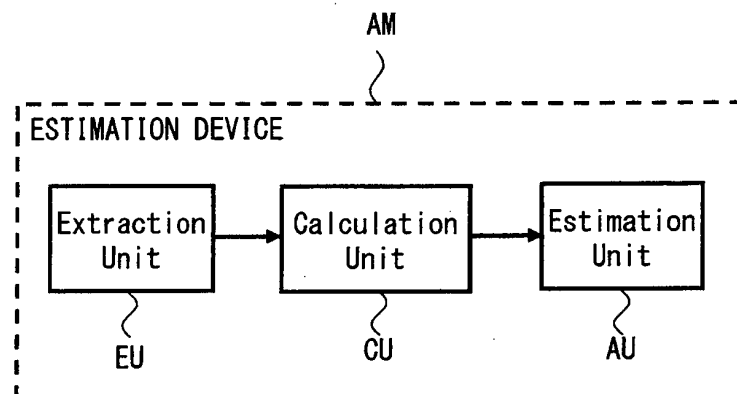 AM
ESTIMATION DEVICE
Extraction
Unit
Calculation
Unit
Estimation
Unit
EU
CU
AU